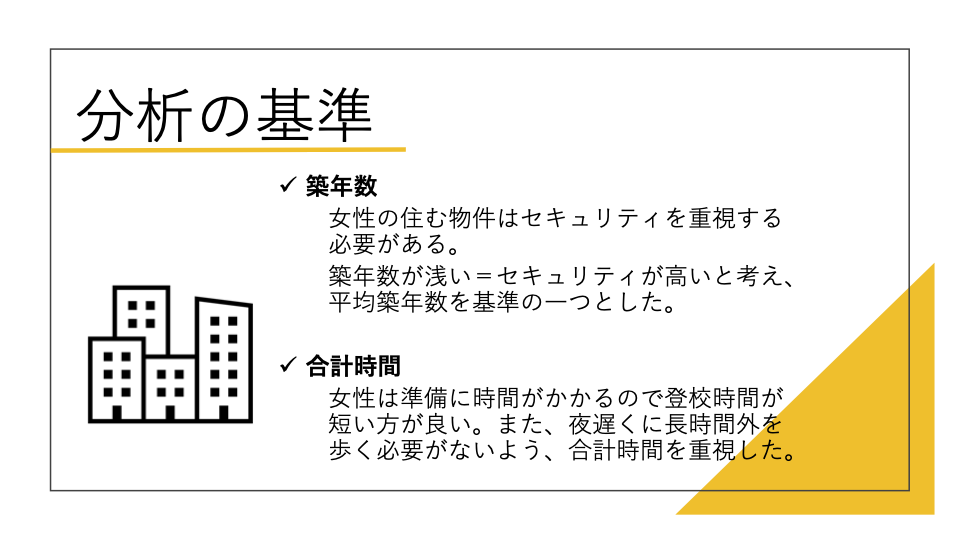 分析の基準
✓ 築年数
女性の住む物件はセキュリティを重視する
必要がある。
築年数が浅い＝セキュリティが高いと考え、
平均築年数を基準の一つとした。
✓ 合計時間
女性は準備に時間がかかるので登校時間が
短い方が良い。また、夜遅くに長時間外を
歩く必要がないよう、合計時間を重視した。